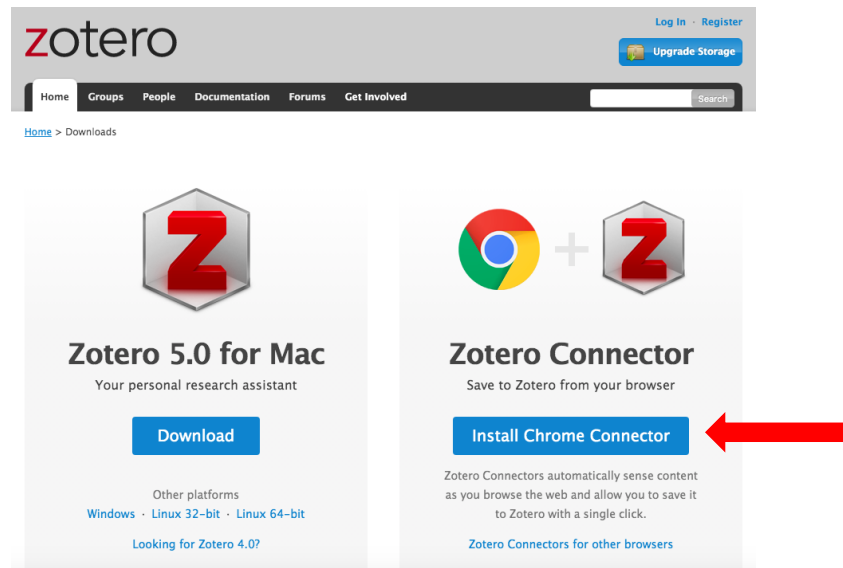 zotero
Log In · Register
Upgrade Storage
Home Groups People Documentation Forums Get Involved
Search
Home > Downloads
Z
Z
Zotero 5.0 for Mac
Your personal research assistant
Download
Other platforms
Windows · Linux 32-bit · Linux 64-bit
Looking for Zotero 4.0?
+
Zotero Connector
Save to Zotero from your browser
Install Chrome Connector
Zotero Connectors automatically sense content
as you browse the web and allow you to save it
to Zotero with a single click.
Zotero Connectors for other browsers